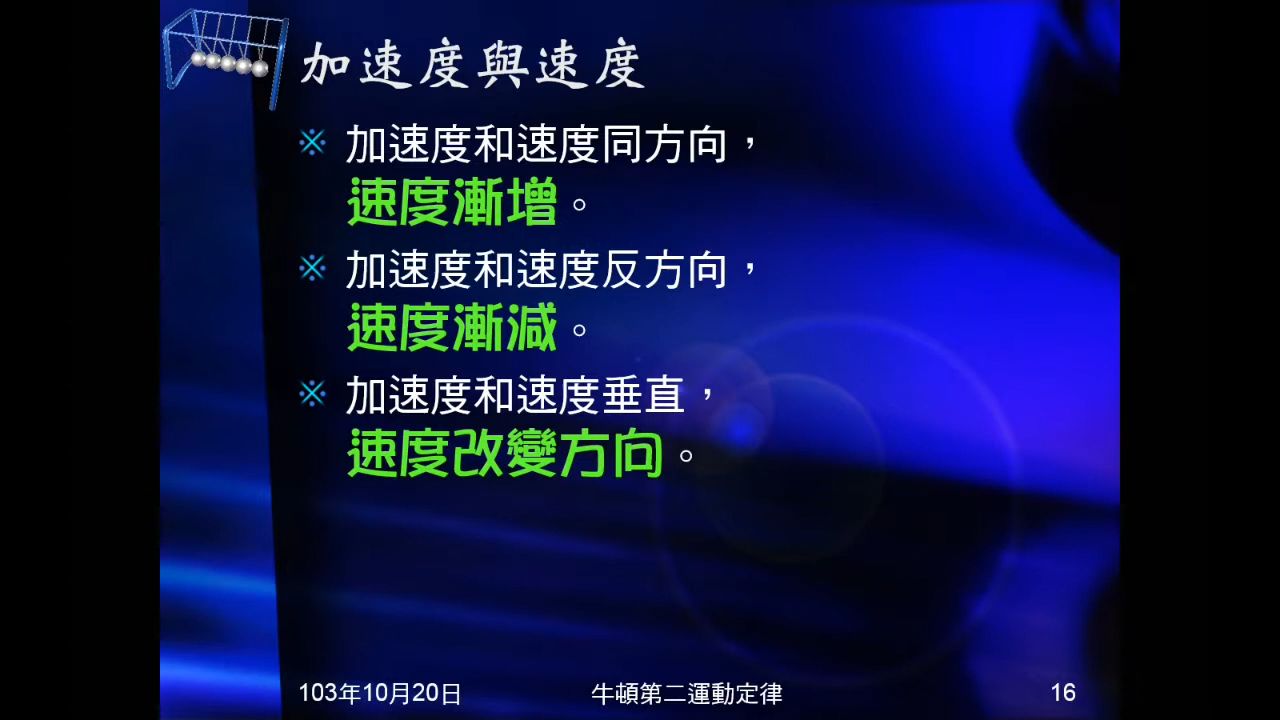 加速度與速度
※ 加速度和速度同方向，
速度漸增。
※ 加速度和速度反方向，
速度漸減。
※ 加速度和速度垂直，
速度改變方向。
103年10月20日
牛頓第二運動定律
16